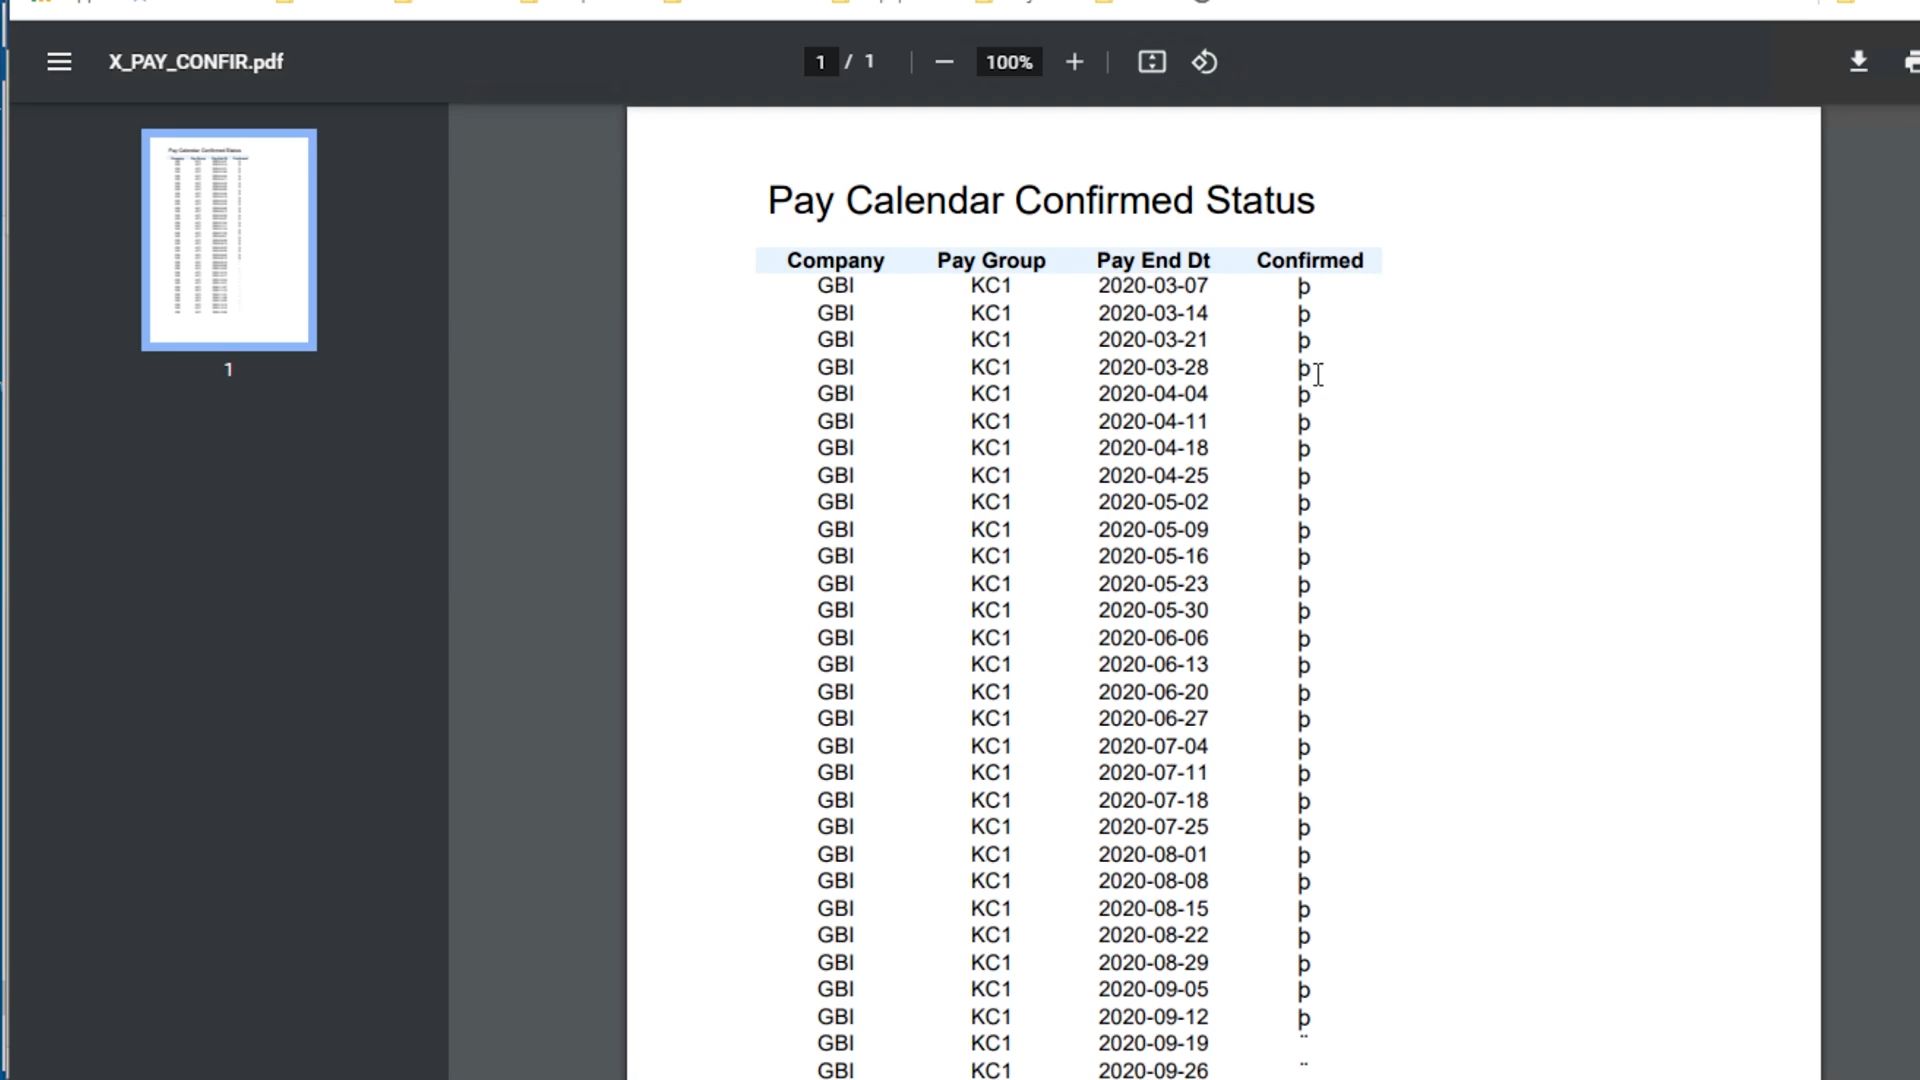 X_PAY_CONFIR.pdf
1 / 1
100%
1
Pay Calendar Confirmed Status
Company Pay Group Pay End Dt Confirmed
GBI KC1 2020-03-07 þ
GBI KC1 2020-03-14 þ
GBI KC1 2020-03-21 þ
GBI KC1 2020-03-28 þ
GBI KC1 2020-04-04 þ
GBI KC1 2020-04-11 þ
GBI KC1 2020-04-18 þ
GBI KC1 2020-04-25 þ
GBI KC1 2020-05-02 þ
GBI KC1 2020-05-09 þ
GBI KC1 2020-05-16 þ
GBI KC1 2020-05-23 þ
GBI KC1 2020-05-30 þ
GBI KC1 2020-06-06 þ
GBI KC1 2020-06-13 þ
GBI KC1 2020-06-20 þ
GBI KC1 2020-06-27 þ
GBI KC1 2020-07-04 þ
GBI KC1 2020-07-11 þ
GBI KC1 2020-07-18 þ
GBI KC1 2020-07-25 þ
GBI KC1 2020-08-01 þ
GBI KC1 2020-08-08 þ
GBI KC1 2020-08-15 þ
GBI KC1 2020-08-22 þ
GBI KC1 2020-08-29 þ
GBI KC1 2020-09-05 þ
GBI KC1 2020-09-12 þ
GBI KC1 2020-09-19 ¨
GBI KC1 2020-09-26 ¨